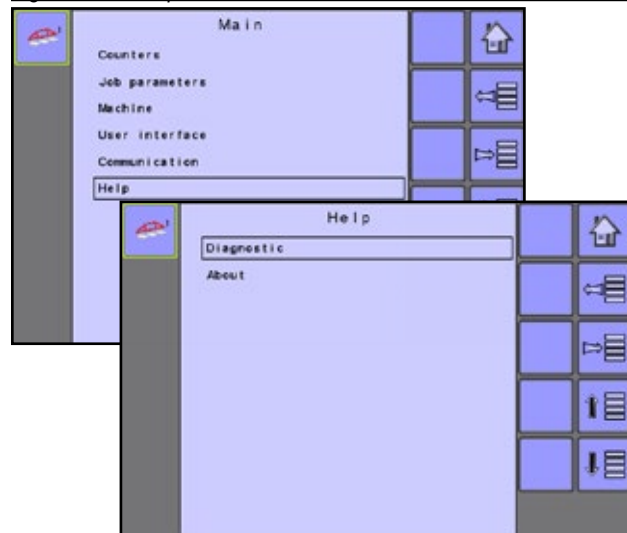 Main
Counters
Job parameters
Machine
User interface
Communication
Help
Help
Diagnostic
About